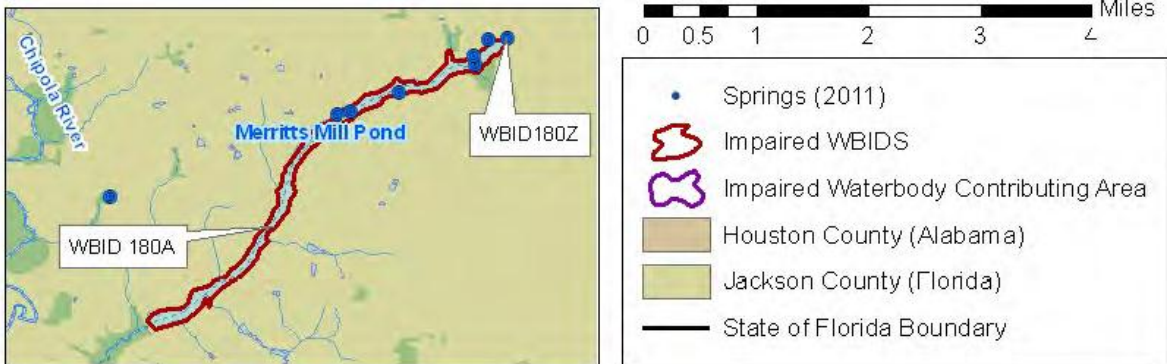 Chipola River
Merritts Mill Pond
WBID180Z
WBID 180A
Miles
0 0.5 1 2 3 4
Springs (2011)
Impaired WBIDS
Impaired Waterbody Contributing Area
Houston County (Alabama)
Jackson County (Florida)
State of Florida Boundary